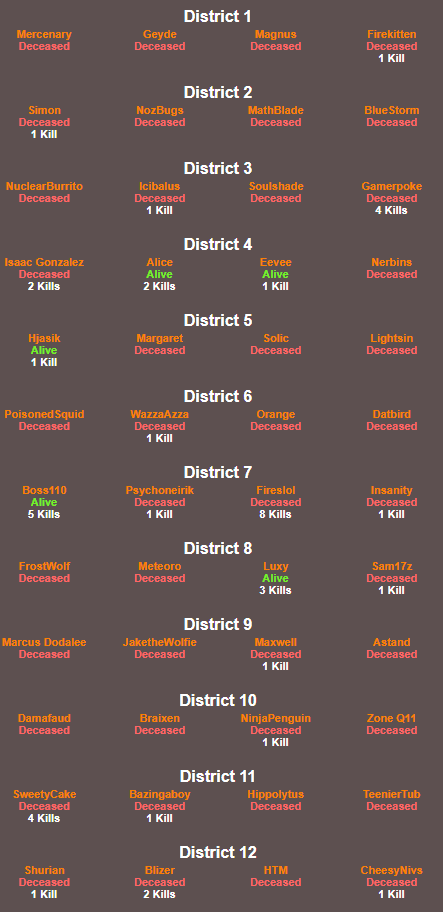 District 1
Mercenary Geyde Magnus Firekitten
Deceased Deceased Deceased Deceased
1 Kill
District 2
Simon NozBugs MathBlade BlueStorm
Deceased Deceased Deceased Deceased
1 Kill
District 3
NuclearBurrito Icibalus Soulshade Gamerpoke
Deceased Deceased Deceased Deceased
1 Kill 4 Kills
District 4
Isaac Gonzalez Alice Eevee Nerbins
Deceased Alive Alive Deceased
2 Kills 2 Kills 1 Kill
District 5
Hjasik Margaret Solic Lightsin
Alive Deceased Deceased Deceased
1 Kill
District 6
PoisonedSquid WazzaAzza Orange Datbird
Deceased Deceased Deceased Deceased
1 Kill
District 7
Boss110 Psychoneirik Fireslol Insanity
Alive Deceased Deceased Deceased
5 Kills 1 Kill 8 Kills 1 Kill
District 8
FrostWolf Meteoro Luxy Sam17z
Deceased Deceased Alive Deceased
3 Kills 1 Kill
District 9
Marcus Dodalee JaketheWolfie Maxwell Astand
Deceased Deceased Deceased Deceased
1 Kill
District 10
Damafaud Braixen NinjaPenguin Zone Q11
Deceased Deceased Deceased Deceased
1 Kill
District 11
SweetyCake Bazingaboy Hippolytus TeenierTub
Deceased Deceased Deceased Deceased
4 Kills 1 Kill
District 12
Shurian Blizer HTM CheesyNivs
Deceased Deceased Deceased Deceased
1 Kill 2 Kills 1 Kill